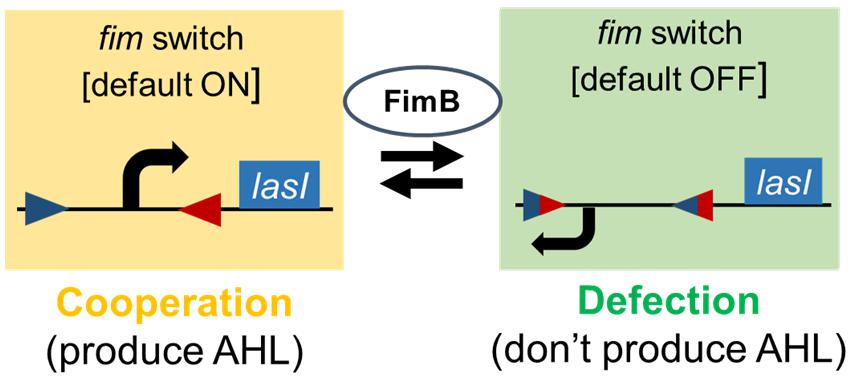 fim switch
[default ON]
lasI
Cooperation
(produce AHL)
FimB
fim switch
[default OFF]
lasI
Defection
(don't produce AHL)